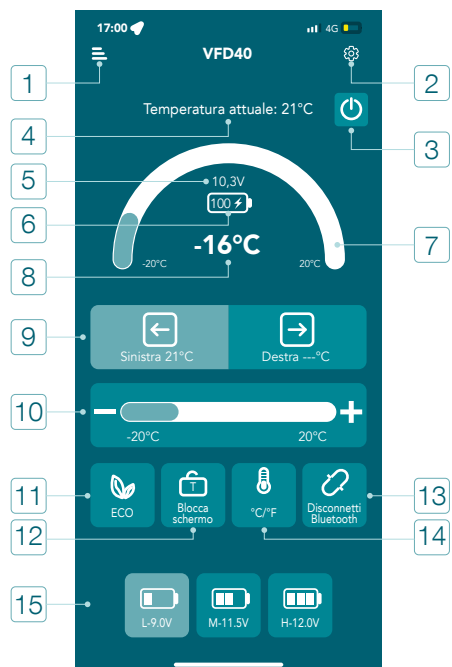 17:00 4G
VFD40
1
2
Temperatura attuale: 21°C
3
4
5
10,3V
6
100
-16°C
7
8
-20°C 20°C
9
Sinistra 21°C Destra ---°C
10
-20°C 20°C
11
ECO
T
Blocca
schermo
°C/°F
Disconnetti
Bluetooth
13
12
14
15
L-9.0V M-11.5V H-12.0V